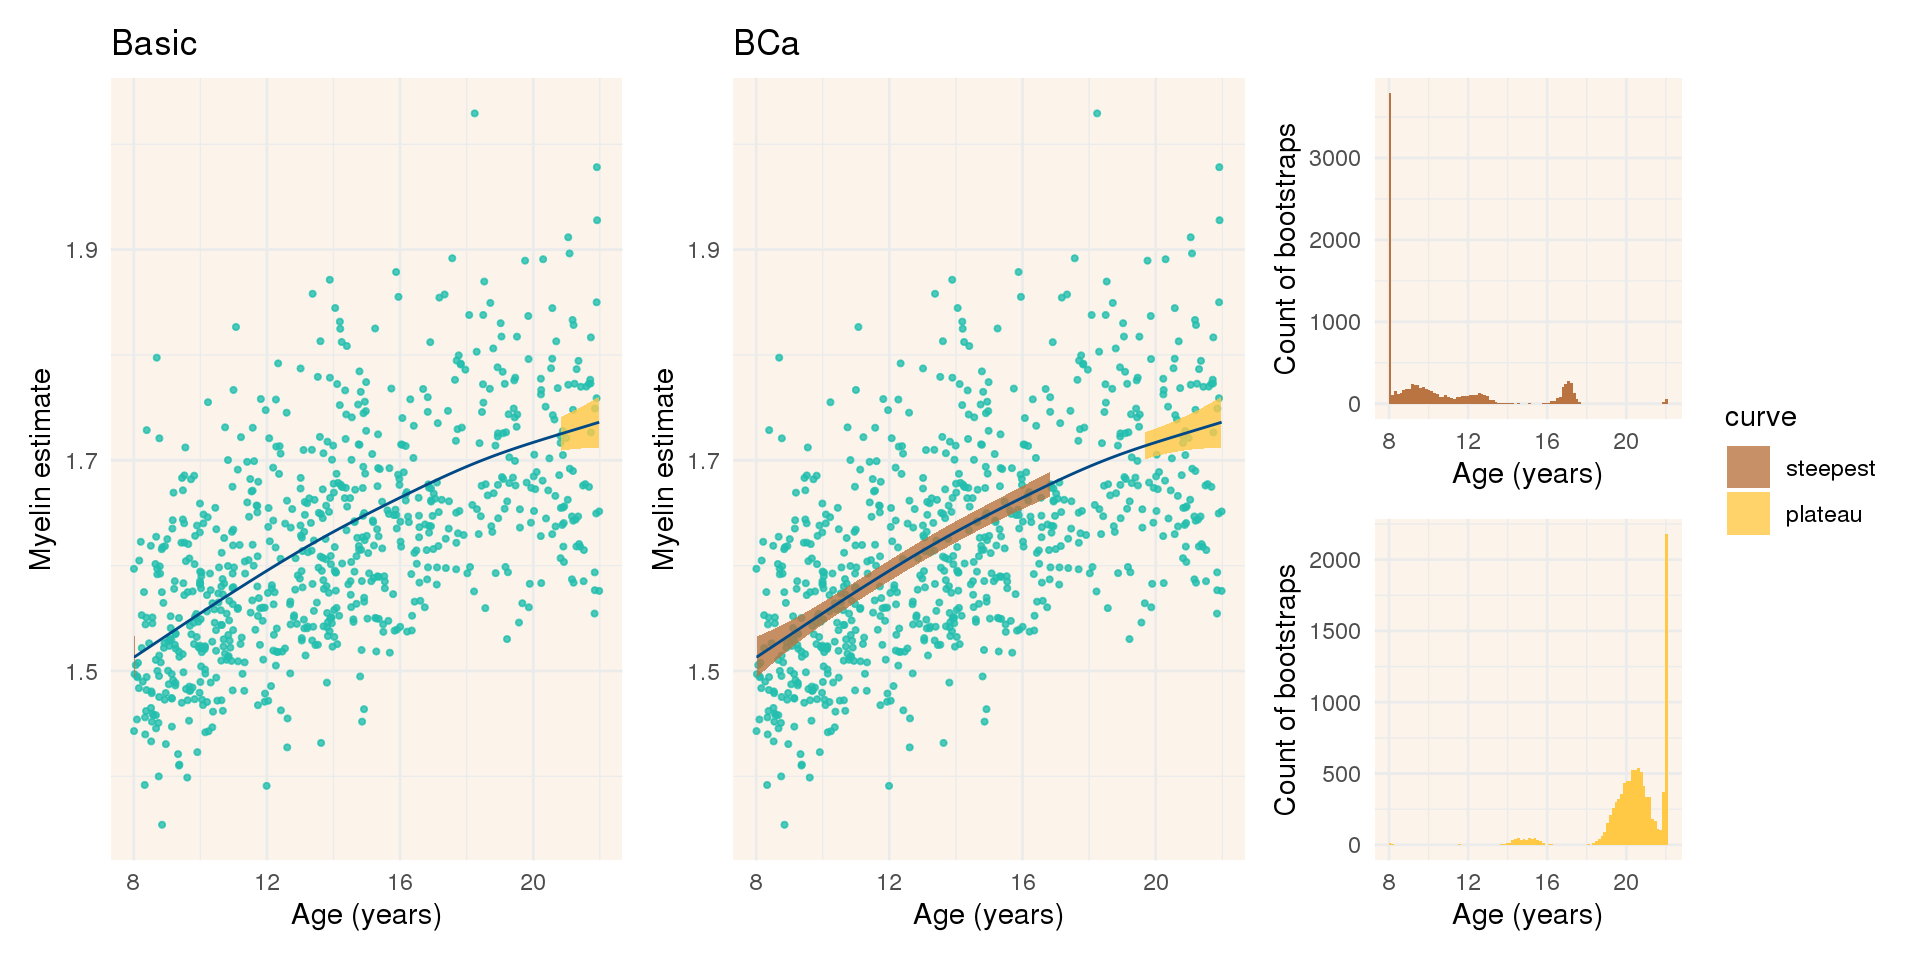 Basic
Myelin estimate
1.9
1.7
1.5
8 12 16 20
Age (years)
BCa
Myelin estimate
1.9
1.7
1.5
8 12 16 20
Age (years)
Count of bootstraps
3000
2000
1000
0
8 12 16 20
Age (years)
Count of bootstraps
2000
1500
1000
500
0
8 12 16 20
Age (years)
curve
steepest
plateau